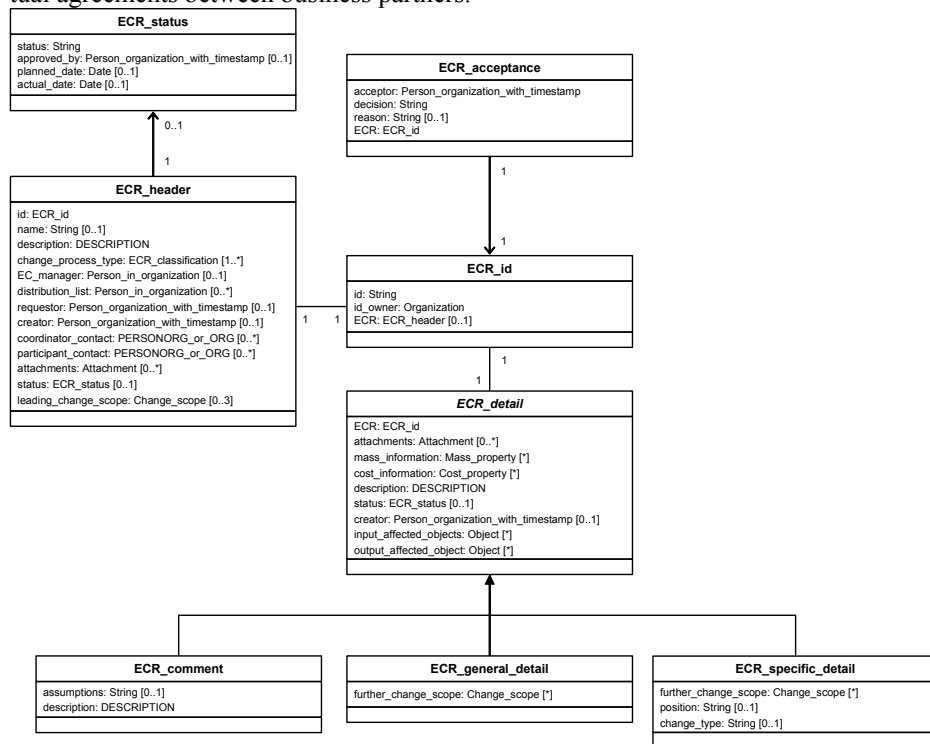 tual agreements between business partners.
ECR_status
status: String
approved_by: Person_organization_with_timestamp [0..1]
planned_date: Date [0..1]
actual_date: Date [0..1]
0..1
1
ECR_acceptance
acceptor: Person_organization_with_timestamp
decision: String
reason: String [0..1]
ECR: ECR_id
1
1
ECR_header
id: ECR_id
name: String [0..1]
description: DESCRIPTION
change_process_type: ECR_classification [1..*]
EC_manager: Person_in_organization [0..1]
distribution_list: Person_in_organization [0..*]
requestor: Person_organization_with_timestamp [0..1]
creator: Person_organization_with_timestamp [0..1]
coordinator_contact: PERSONORG_or_ORG [0..*]
participant_contact: PERSONORG_or_ORG [0..*]
attachments: Attachment [0..*]
status: ECR_status [0..1]
leading_change_scope: Change_scope [0..3]
1 1
ECR_id
id: String
id_owner: Organization
ECR: ECR_header [0..1]
1
1
ECR_detail
ECR: ECR_id
attachments: Attachment [0..*]
mass_information: Mass_property [*]
cost_information: Cost_property [*]
description: DESCRIPTION
status: ECR_status [0..1]
creator: Person_organization_with_timestamp [0..1]
input_affected_objects: Object [*]
output_affected_object: Object [*]
ECR_comment
assumptions: String [0..1]
description: DESCRIPTION
ECR_general_detail
further_change_scope: Change_scope [*]
ECR_specific_detail
further_change_scope: Change_scope [*]
position: String [0..1]
change_type: String [0..1]